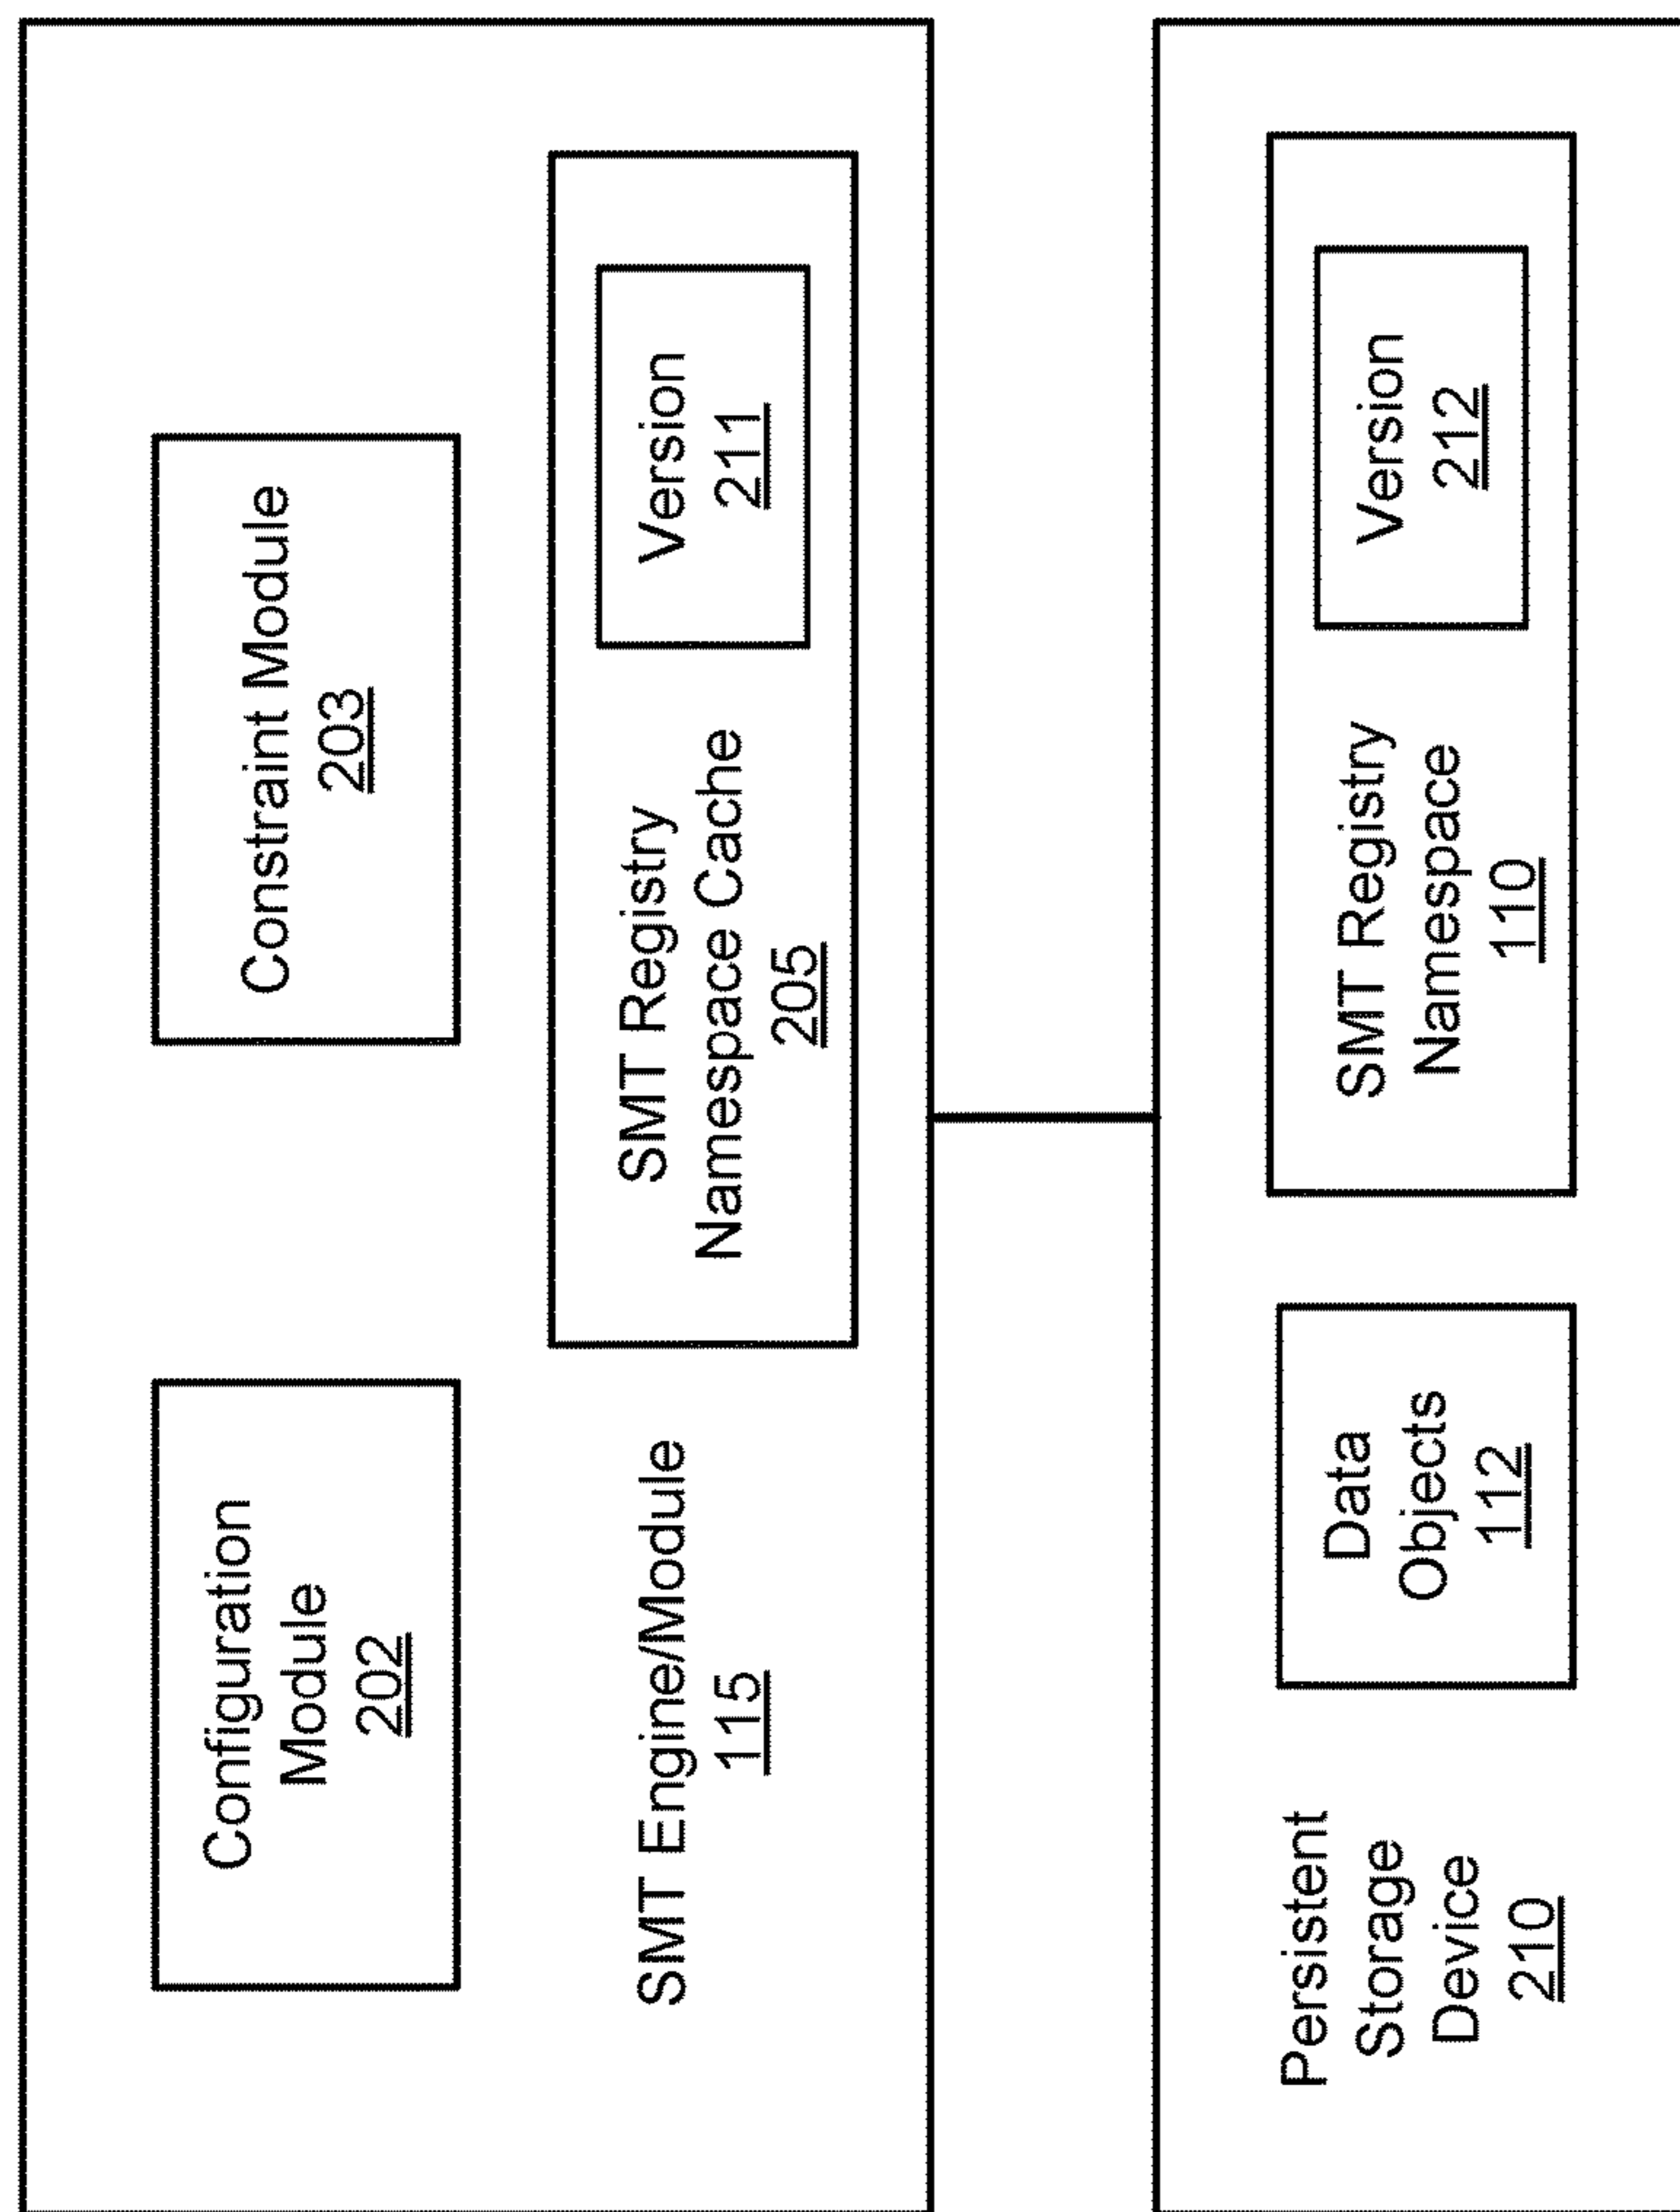 Configuration
Module
202
Constraint Module
203
SMT Engine/Module
115
SMT Registry
Namespace Cache
205
Version
211
Persistent
Storage
Device
210
Data
Objects
112
SMT Registry
Namespace
110
Version
212